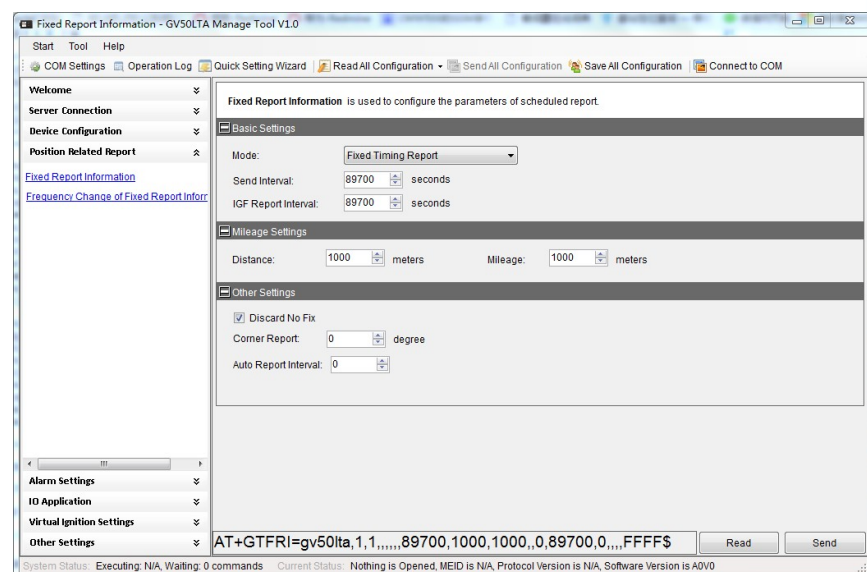 Fixed Report Information - GV50LTA Manage Tool V1.0
Start Tool Help
COM Settings Operation Log Quick Setting Wizard Read All Configuration Send All Configuration Save All Configuration Connect to COM
Welcome
Server Connection
Device Configuration
Position Related Report
Fixed Report Information
Frequency Change of Fixed Report Inforr
Alarm Settings
IO Application
Virtual Ignition Settings
Other Settings
Fixed Report Information is used to configure the parameters of scheduled report.
Basic Settings
Mode: Fixed Timing Report
Send Interval: 89700 seconds
IGF Report Interval: 89700 seconds
Mileage Settings
Distance: 1000 meters Mileage: 1000 meters
Other Settings
Discard No Fix
Corner Report: 0 degree
Auto Report Interval: 0
AT+GTFRI=gv50lta,1,1,,,,,,89700,1000,1000,,0,89700,0,,,,FFFF$ Read Send
System Status: Executing: N/A, Waiting: 0 commands Current Status: Nothing is Opened, MEID is N/A, Protocol Version is N/A, Software Version is A0V0